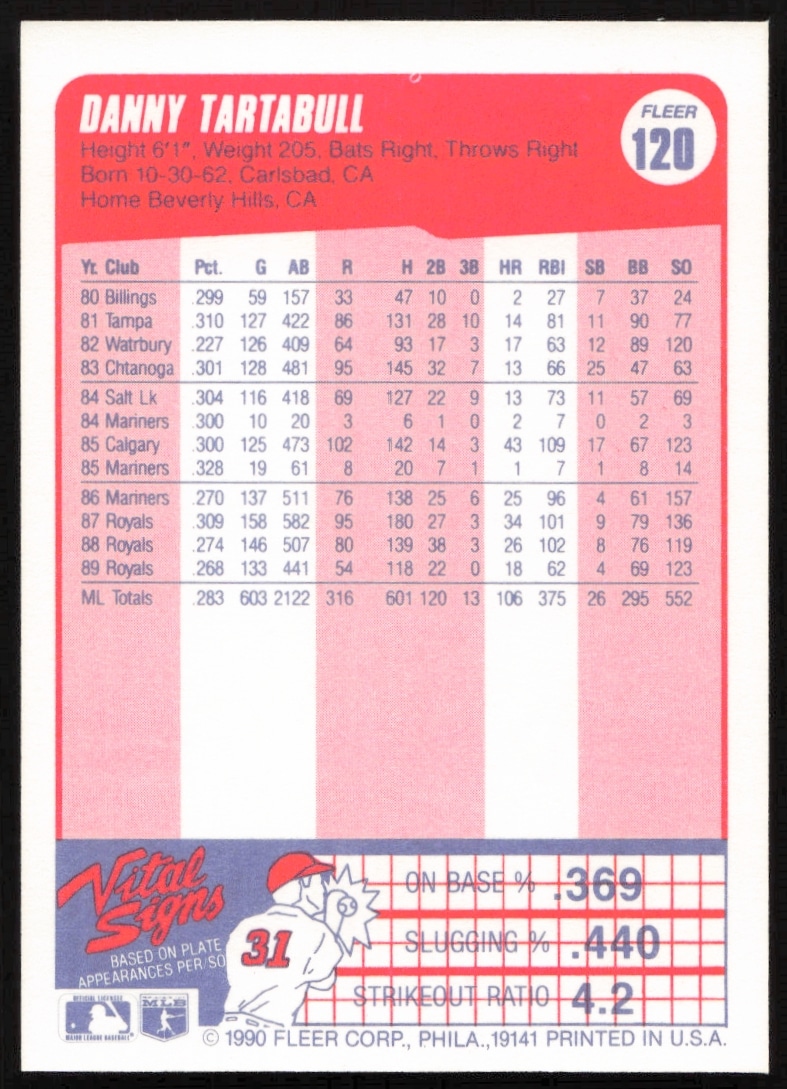 DANNY TARTABULL
FLEER
120
Height 6'1", Weight 205, Bats Right, Throws Right
Born 10-30-62, Carlsbad, CA
Home Beverly Hills, CA
Yr. Club Pct. G AB R H 2B 3B HR RBI SB BB SO
80 Billings .299 59 157 33 47 10 0 2 27 7 37 24
81 Tampa .310 127 422 86 131 28 10 14 81 11 90 77
82 Watrbury .227 126 409 64 93 17 3 17 63 12 89 120
83 Chtanoga .301 128 481 95 145 32 7 13 66 25 47 63
84 Salt Lk .304 116 418 69 127 22 9 13 73 11 57 69
84 Mariners .300 10 20 3 6 1 0 2 7 0 2 3
85 Calgary .300 125 473 102 142 14 3 43 109 17 67 123
85 Mariners .328 19 61 8 20 7 1 1 7 1 8 14
86 Mariners .270 137 511 76 138 25 6 25 96 4 61 157
87 Royals .309 158 582 95 180 27 3 34 101 9 79 136
88 Royals .274 146 507 80 139 38 3 26 102 8 76 119
89 Royals .268 133 441 54 118 22 0 18 62 4 69 123
ML Totals .283 603 2122 316 601 120 13 106 375 26 295 552
Vital
Signs
BASED ON PLATE
APPEARANCES PER/SO
31
ON BASE % .369
SLUGGING % .440
STRIKEOUT RATIO 4.2
OFFICIAL LICENSEE
MAJOR LEAGUE BASEBALL
MLB
© 1990 FLEER CORP., PHILA.,19141 PRINTED IN U.S.A.